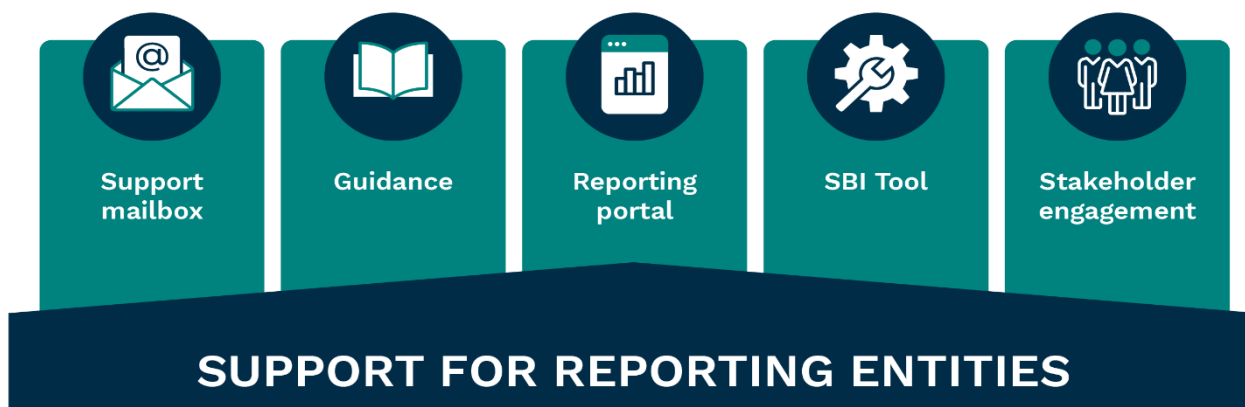 @
Support
mailbox
Guidance
Reporting
portal
SBI Tool
Stakeholder
engagement
SUPPORT FOR REPORTING ENTITIES